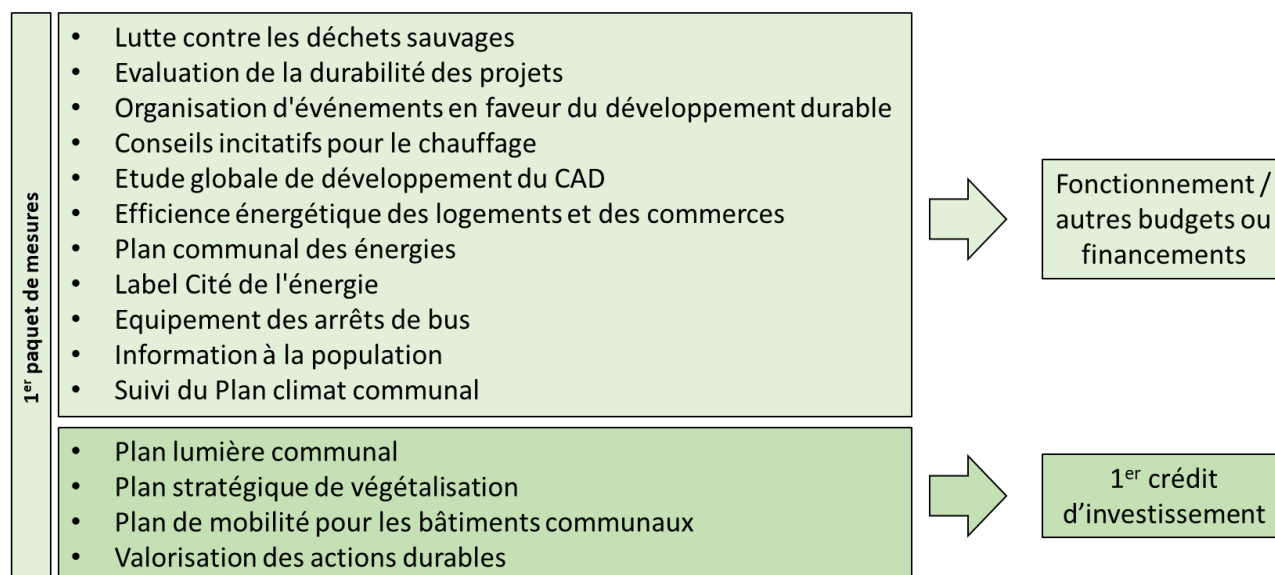 1er paquet de mesures
• Lutte contre les déchets sauvages
• Evaluation de la durabilité des projets
• Organisation d'événements en faveur du développement durable
• Conseils incitatifs pour le chauffage
• Etude globale de développement du CAD
• Efficience énergétique des logements et des commerces
• Plan communal des énergies
• Label Cité de l'énergie
• Equipement des arrêts de bus
• Information à la population
• Suivi du Plan climat communal
Fonctionnement /
autres budgets ou
financements
• Plan lumière communal
• Plan stratégique de végétalisation
• Plan de mobilité pour les bâtiments communaux
• Valorisation des actions durables
1er crédit
d’investissement